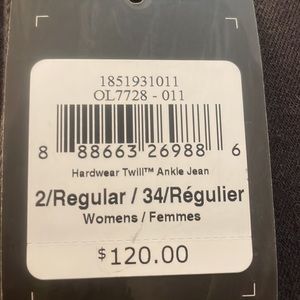 1851931011
OL7728 - 011
8 88663 26988 6
Hardwear Twill™ Ankle Jean
2/Regular / 34/Régulier
Womens / Femmes
$120.00